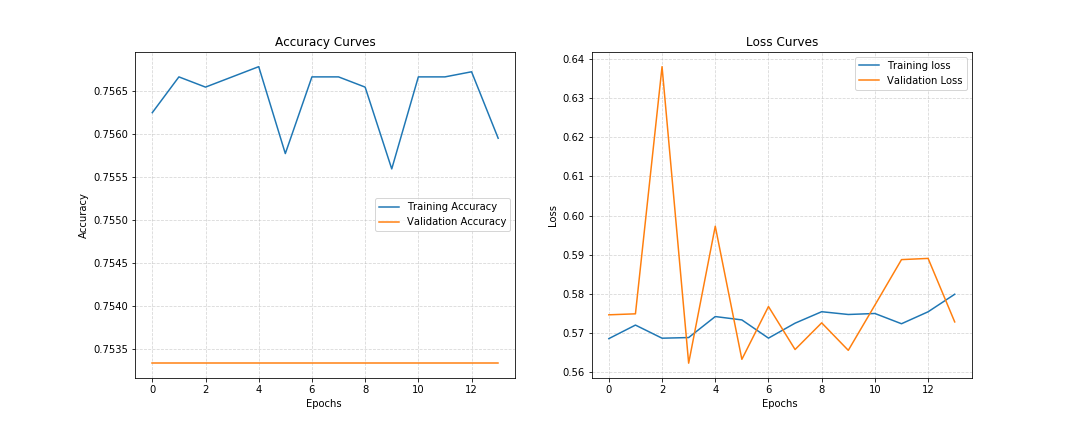 Accuracy Curves
0.7565
0.7560
0.7555
0.7550
0.7545
0.7540
0.7535
Accuracy
Training Accuracy
Validation Accuracy
0 2 4 6 8 10 12
Epochs
Loss Curves
0.64
0.63
0.62
0.61
0.60
0.59
0.58
0.57
0.56
Loss
Training loss
Validation Loss
0 2 4 6 8 10 12
Epochs